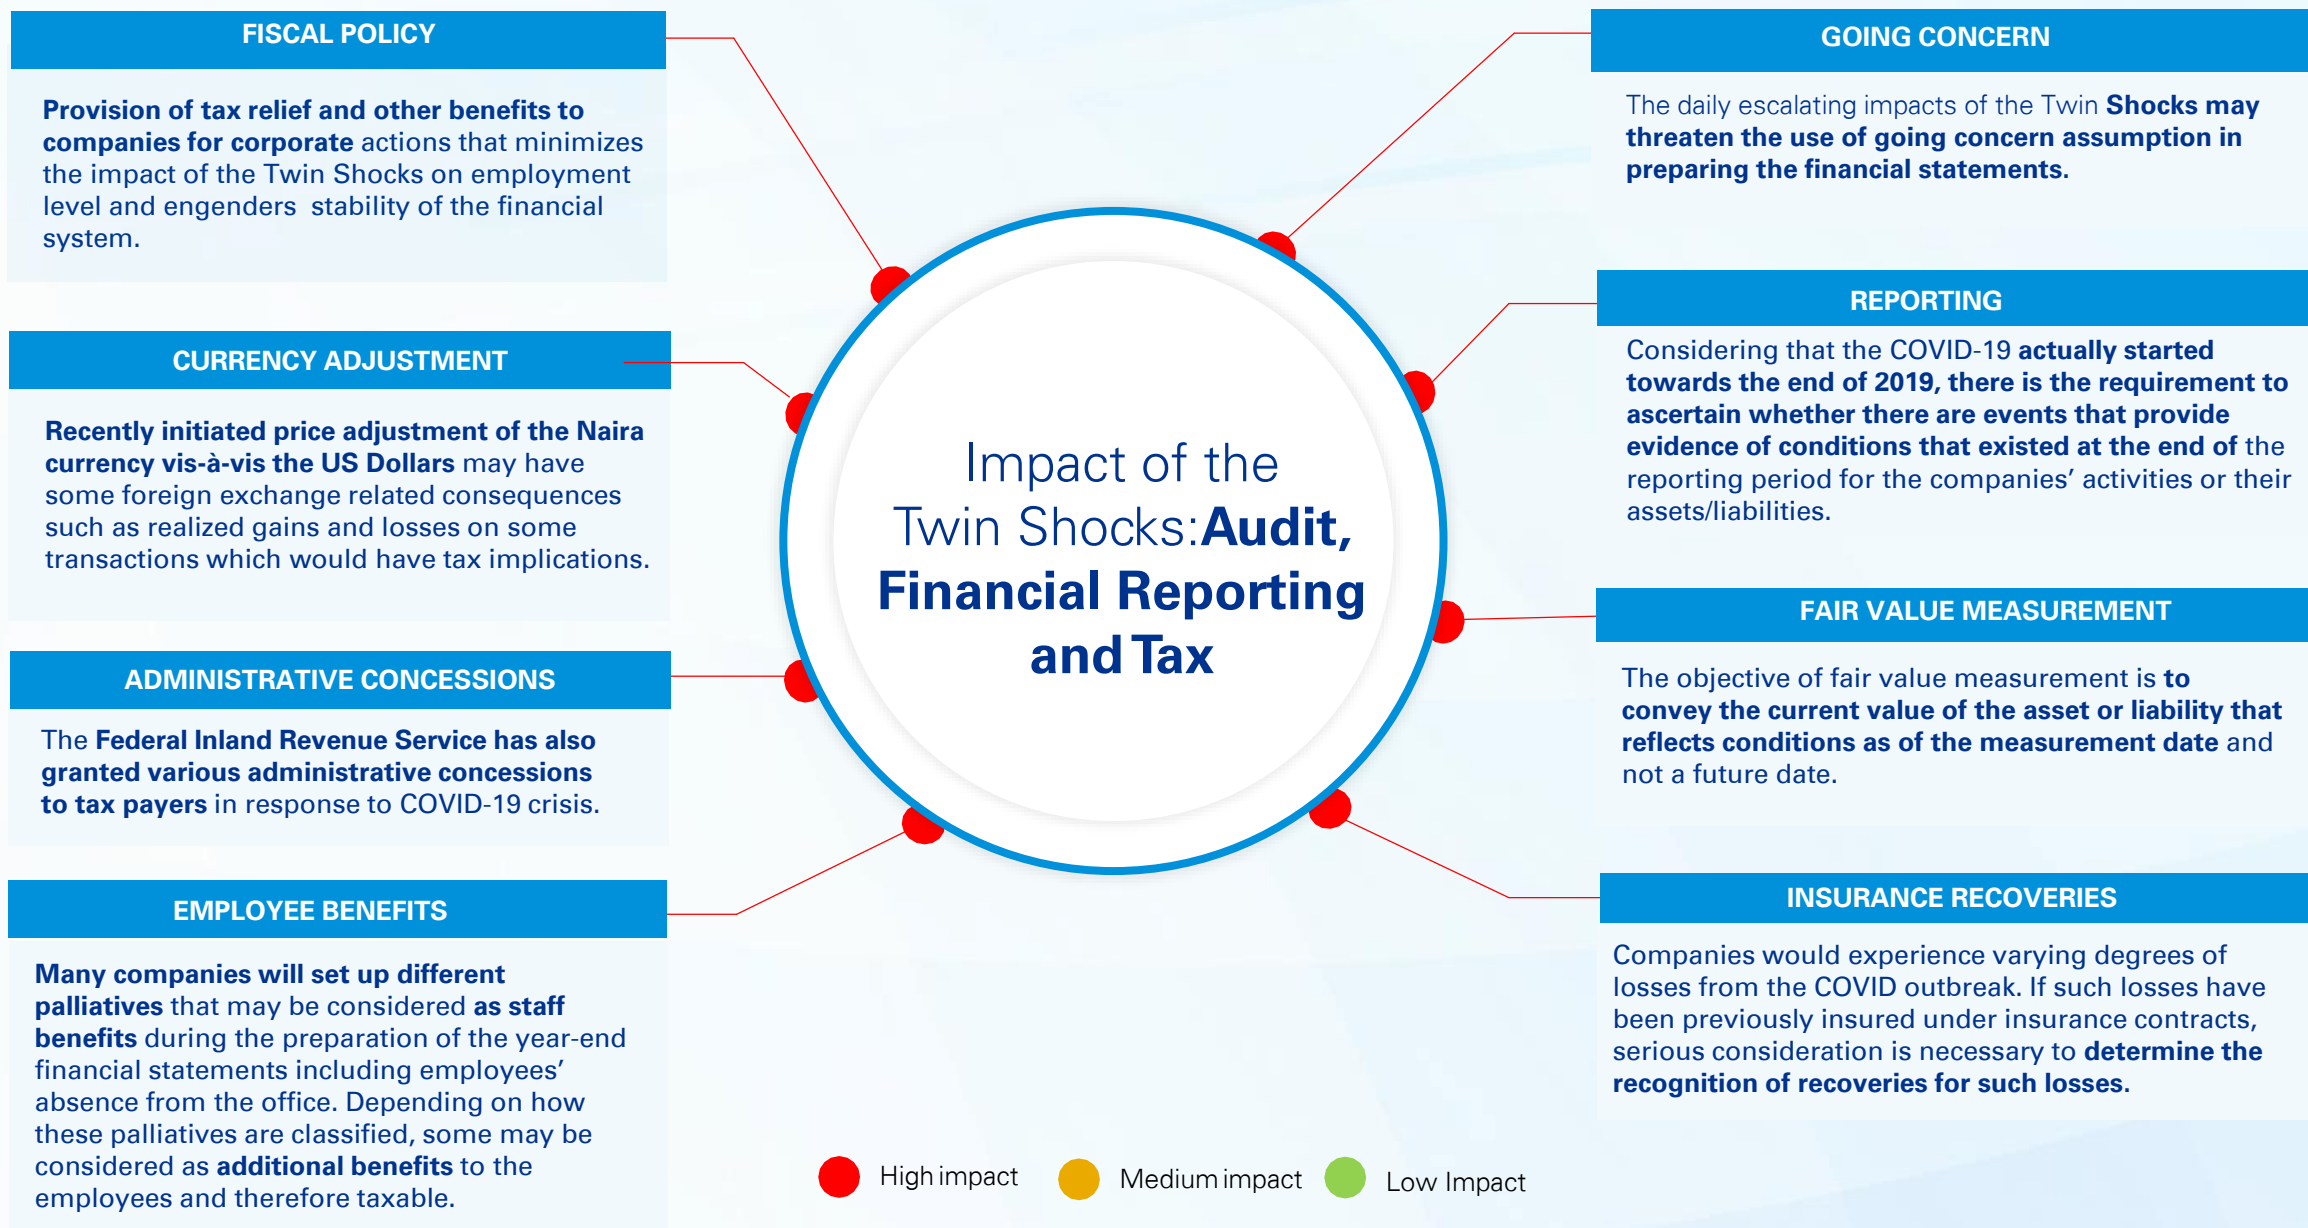 FISCAL POLICY
Provision of tax relief and other benefits to
companies for corporate actions that minimizes
the impact of the Twin Shocks on employment
level and engenders  stability of the financial
system.
CURRENCY ADJUSTMENT
Recently initiated price adjustment of the Naira
currency vis-à-vis the US Dollars may have
some foreign exchange related consequences
such as realized gains and losses on some
transactions which would have tax implications.
ADMINISTRATIVE CONCESSIONS
The Federal Inland Revenue Service has also
granted various administrative concessions
to tax payers in response to COVID-19 crisis.
EMPLOYEE BENEFITS
Many companies will set up different
palliatives that may be considered as staff
benefits during the preparation of the year-end
financial statements including employees’
absence from the office. Depending on how
these palliatives are classified, some may be
considered as additional benefits to the
employees and therefore taxable.
Impact of the
Twin Shocks:Audit,
Financial Reporting
and Tax
High impact
Medium impact
Low Impact
GOING CONCERN
The daily escalating impacts of the Twin Shocks may
threaten the use of going concern assumption in
preparing the financial statements.
REPORTING
Considering that the COVID-19 actually started
towards the end of 2019, there is the requirement to
ascertain whether there are events that provide
evidence of conditions that existed at the end of the
reporting period for the companies’ activities or their
assets/liabilities.
FAIR VALUE MEASUREMENT
The objective of fair value measurement is to
convey the current value of the asset or liability that
reflects conditions as of the measurement date and
not a future date.
INSURANCE RECOVERIES
Companies would experience varying degrees of
losses from the COVID outbreak. If such losses have
been previously insured under insurance contracts,
serious consideration is necessary to determine the
recognition of recoveries for such losses.